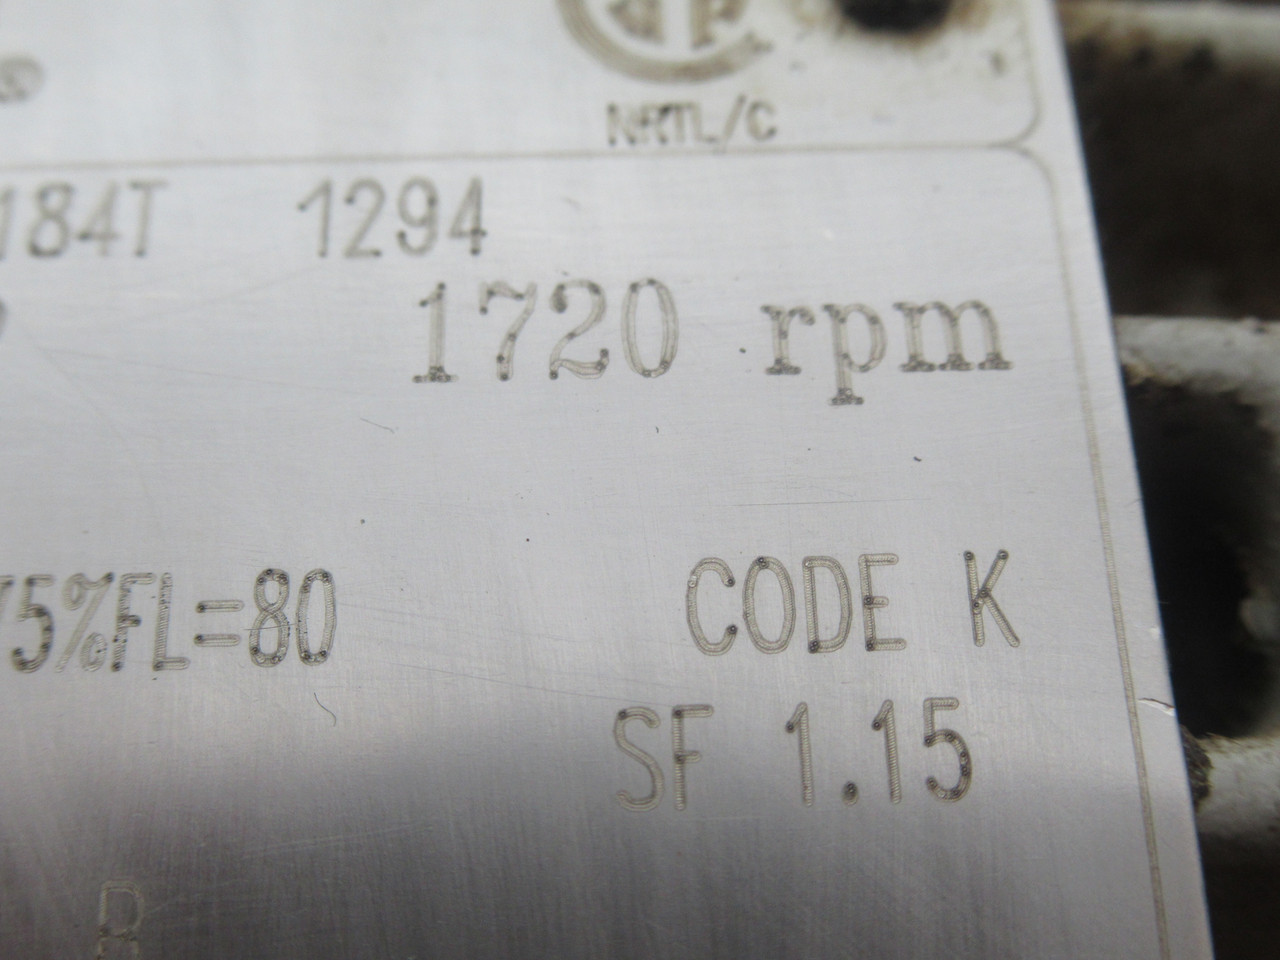 ®
NRTL/C
184T 1294
1720 rpm
75%FL=80 CODE K
SF 1.15
R